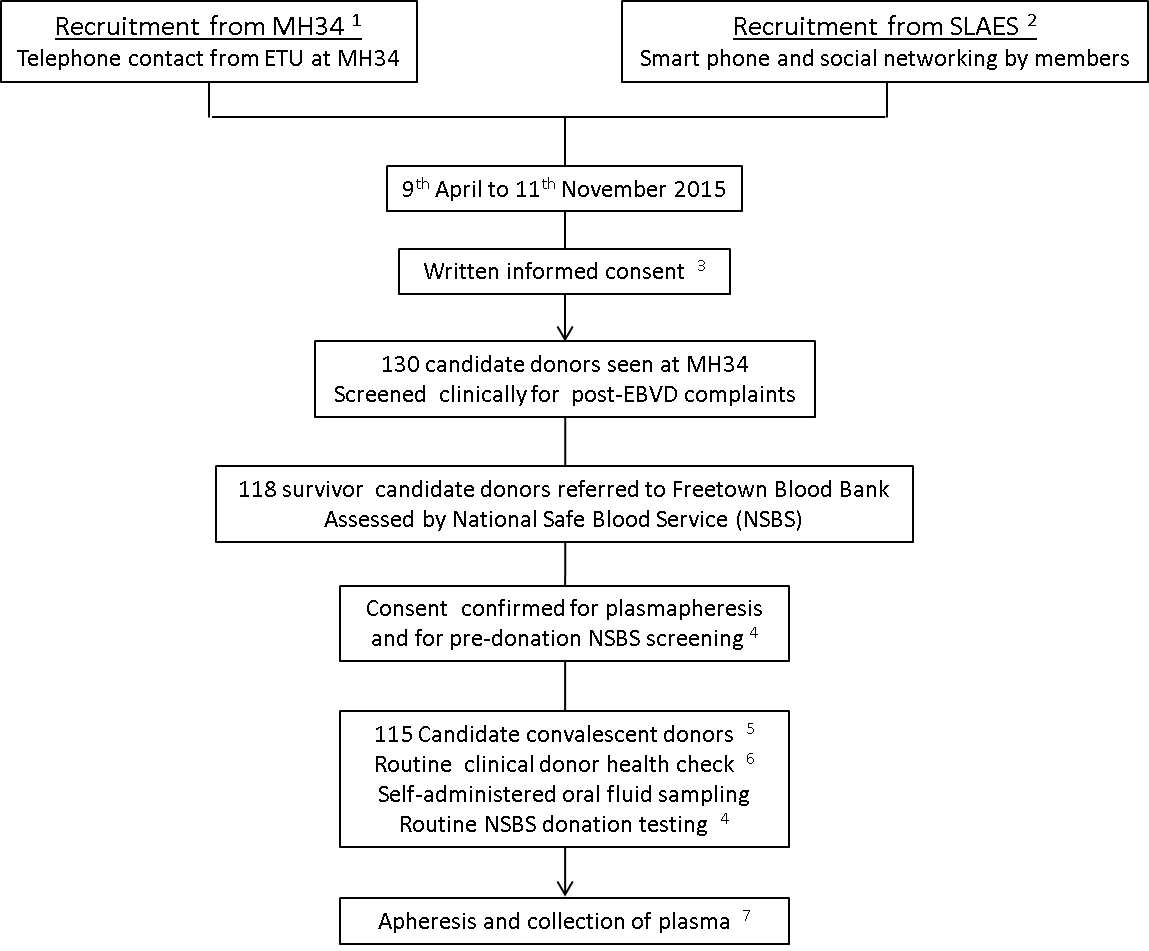 Recruitment from MH34 1
Telephone contact from ETU at MH34
Recruitment from SLAES 2
Smart phone and social networking by members
9th April to 11th November 2015
Written informed consent 3
130 candidate donors seen at MH34
Screened clinically for post-EBVD complaints
118 survivor candidate donors referred to Freetown Blood Bank
Assessed by National Safe Blood Service (NSBS)
Consent confirmed for plasmapheresis
and for pre-donation NSBS screening 4
115 Candidate convalescent donors 5
Routine clinical donor health check 6
Self-administered oral fluid sampling
Routine NSBS donation testing 4
Apheresis and collection of plasma 7